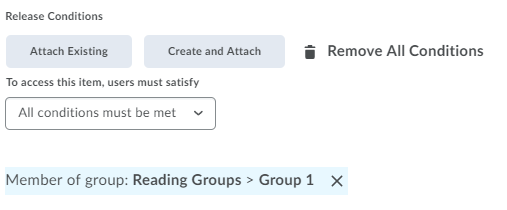 Release Conditions
Attach Existing Create and Attach Remove All Conditions
To access this item, users must satisfy
All conditions must be met
Member of group: Reading Groups > Group 1